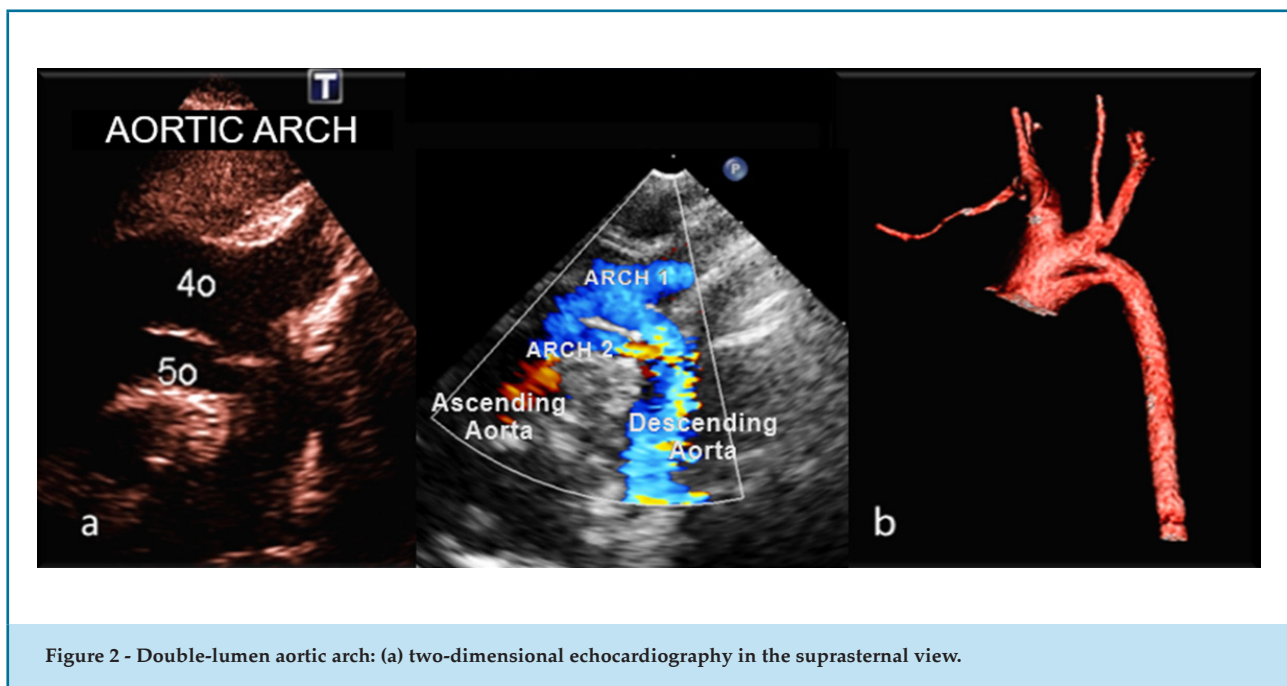 T
AORTIC ARCH
4o
5o
a
P
ARCH 1
ARCH 2
Ascending
Aorta
Descending
Aorta
b
Figure 2 - Double-lumen aortic arch: (a) two-dimensional echocardiography in the suprasternal view.